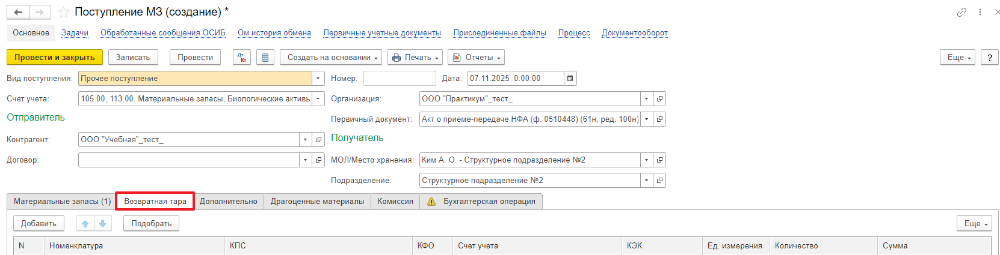 Поступление МЗ (создание) *
Основное Задачи Обработанные сообщения ОСИБ Ом история обмена Первичные учетные документы Присоединенные файлы Процесс Документооборот
Провести и закрыть Записать Провести Дт Кт Создать на основании Печать Отчеты Еще ?
Вид поступления: Прочее поступление Номер: Дата: 07.11.2025 0:00:00
Счет учета: 105.00, 113.00. Материальные запасы, Биологические активы Организация: ООО "Практикум"_тест_
Отправитель Первичный документ: Акт о приеме-передаче НФА (ф. 0510448) (61н, ред. 100н)
Контрагент: ООО "Учебная"_тест_ Получатель
Договор: МОЛ/Место хранения: Ким А. О. - Структурное подразделение №2
Подразделение: Структурное подразделение №2
Материальные запасы (1) Возвратная тара Дополнительно Драгоценные материалы Комиссия Бухгалтерская операция
Добавить Подобрать Еще
N Номенклатура КПС КФО Счет учета КЭК Ед. измерения Количество Сумма